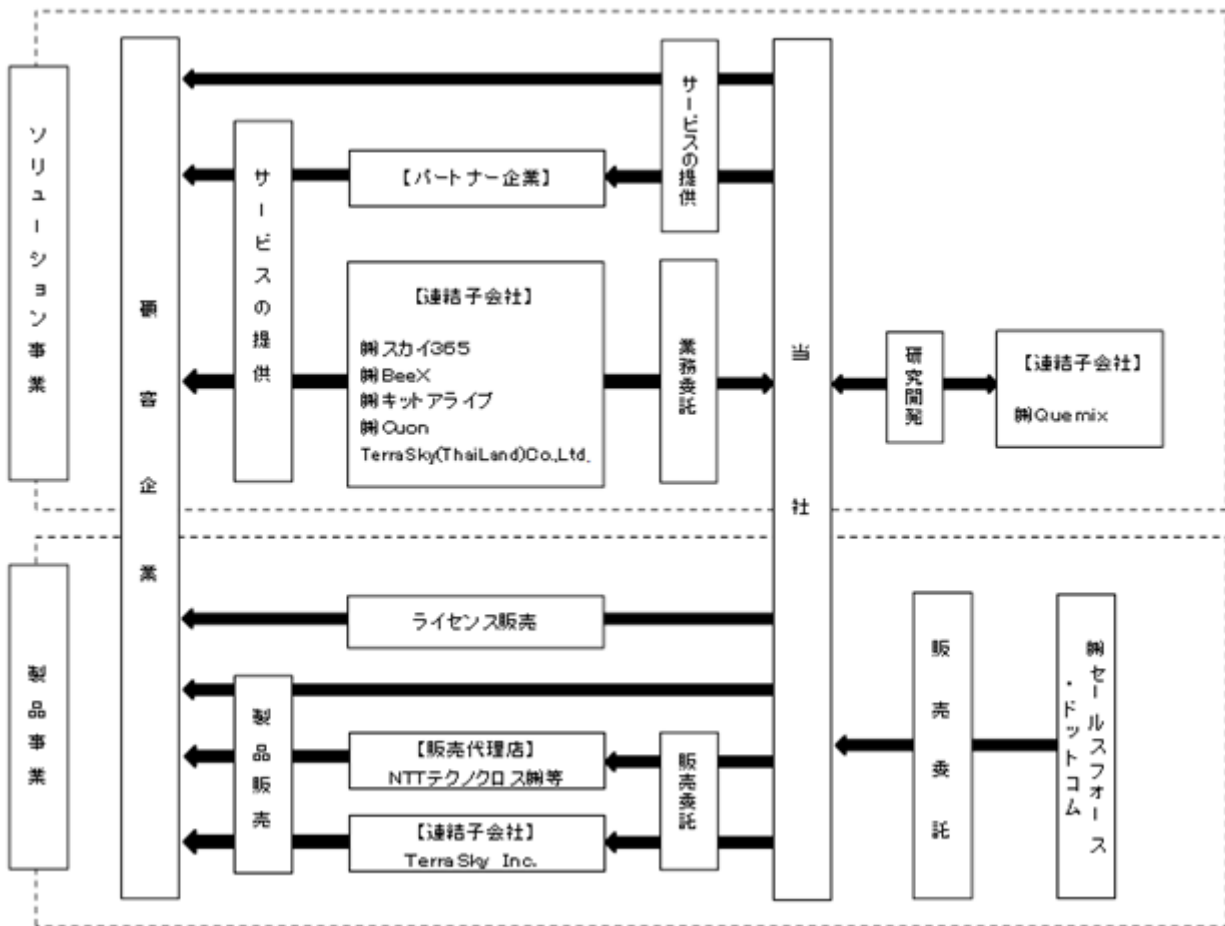 ソリューション事業
顧客企業
サービスの提供
【パートナー企業】
サービスの提供
【連結子会社】
㈱スカイ365
㈱BeeX
㈱キットアライブ
㈱Cuon
TerraSky(ThaiLand)Co.,Ltd.
業務委託
当社
研究開発
【連結子会社】
㈱Quemix
製品事業
ライセンス販売
製品販売
【販売代理店】
NTTテクノクロス㈱等
【連結子会社】
TerraSky Inc.
販売委託
販売委託
㈱セールスフォース
・ドットコム